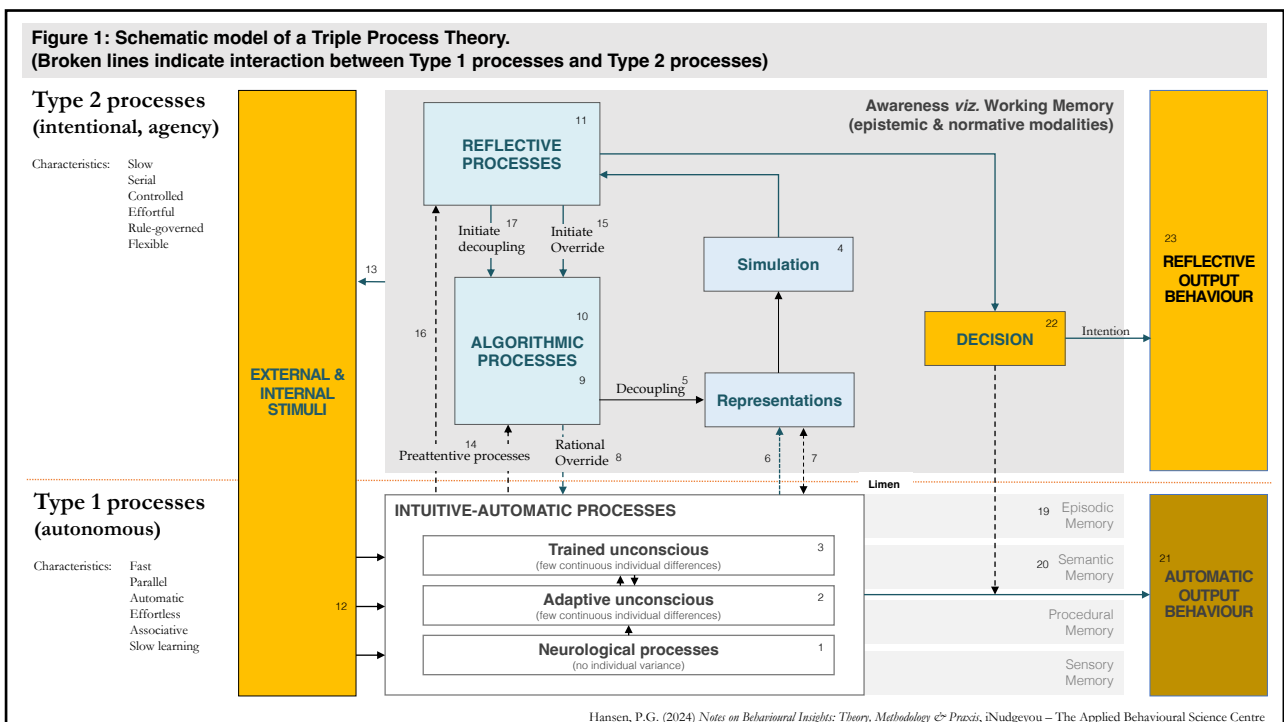 Figure 1: Schematic model of a Triple Process Theory.
(Broken lines indicate interaction between Type 1 processes and Type 2 processes)
Type 2 processes
(intentional, agency)
Characteristics: Slow
Serial
Controlled
Effortful
Rule-governed
Flexible
EXTERNAL &
INTERNAL
STIMULI
12
13
Awareness viz. Working Memory
(epistemic & normative modalities)
11
REFLECTIVE
PROCESSES
17
Initiate
decoupling
15
Initiate
Override
16
10
ALGORITHMIC
PROCESSES
9
Decoupling
5
4
Simulation
Representations
14
Preattentive processes
Rational
Override 8
6
7
22
DECISION
Intention
23
REFLECTIVE
OUTPUT
BEHAVIOUR
Limen
Type 1 processes
(autonomous)
Characteristics: Fast
Parallel
Automatic
Effortless
Associative
Slow learning
INTUITIVE-AUTOMATIC PROCESSES
Trained unconscious 3
(few continuous individual differences)
Adaptive unconscious 2
(few continuous individual differences)
Neurological processes 1
(no individual variance)
19 Episodic
Memory
20 Semantic
Memory
Procedural
Memory
Sensory
Memory
21
AUTOMATIC
OUTPUT
BEHAVIOUR
Hansen, P.G. (2024) Notes on Behavioural Insights: Theory, Methodology & Praxis, iNudgeyou – The Applied Behavioural Science Centre